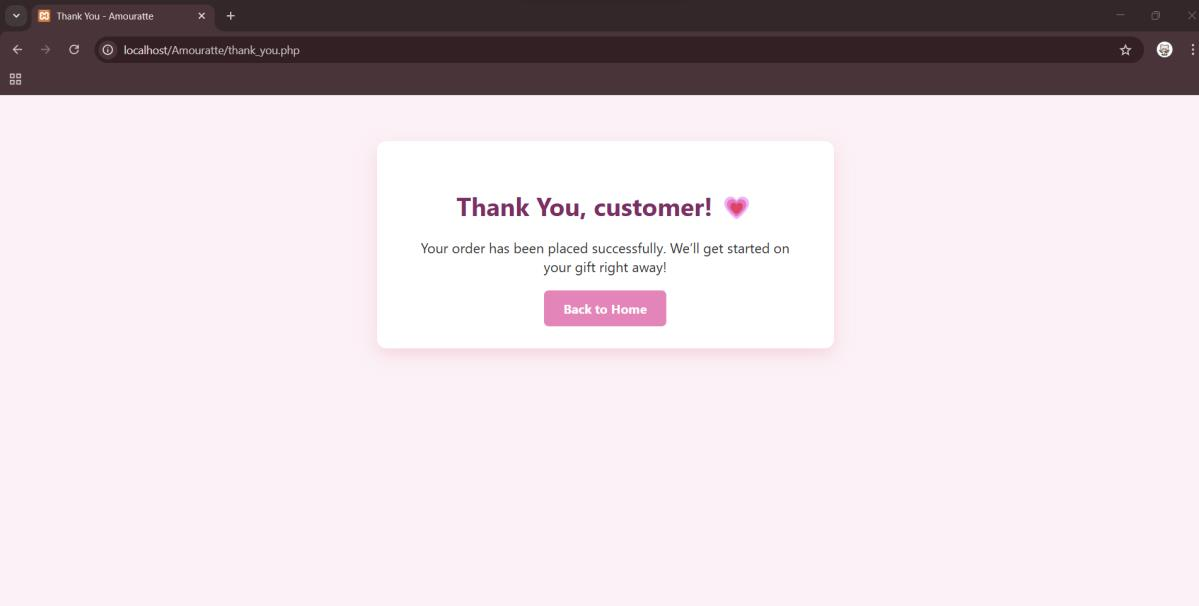 Thank You - Amouratte
localhost/Amouratte/thank_you.php
Thank You, customer! 💗
Your order has been placed successfully. We’ll get started on
your gift right away!
Back to Home